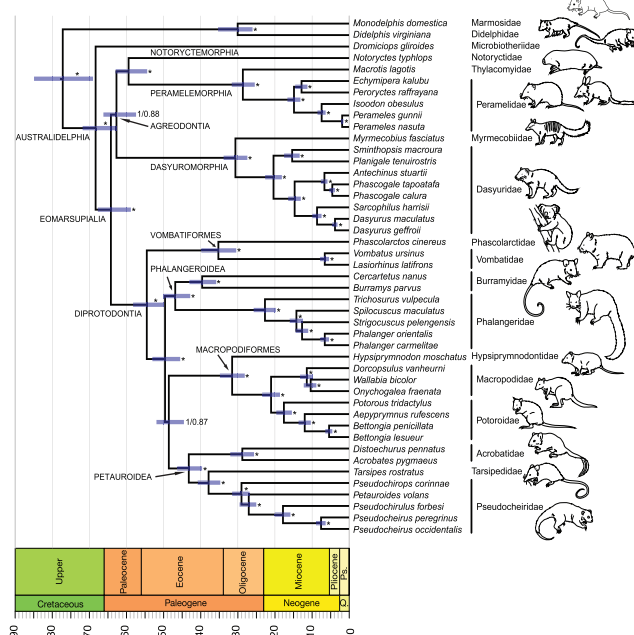 Monodelphis domestica Marmosidae
Didelphis virginiana Didelphidae
Dromiciops gliroides Microbiotheriidae
NOTORYCTEMORPHIA
Notoryctes typhlops Notoryctidae
Macrotis lagotis Thylacomyidae
Echymipera kalubu
PERAMELEMORPHIA
Peroryctes raffrayana
Isoodon obesulus Peramelidae
1/0.88
Perameles gunnii
AGREODONTIA
Perameles nasuta
AUSTRALIDELPHIA
Myrmecobius fasciatus Myrmecobiidae
Sminthopsis macroura
Planigale tenuirostris
DASYUROMORPHIA
Antechinus stuartii
Phascogale tapoatafa Dasyuridae
Phascogale calura
Sarcophilus harrisii
EOMARSUPIALIA
Dasyurus maculatus
Dasyurus geffroii
VOMBATIFORMES
Phascolarctos cinereus Phascolarctidae
Vombatus ursinus Vombatidae
Lasiorhinus latifrons
PHALANGEROIDEA
Cercartetus nanus Burramyidae
Burramys parvus
Trichosurus vulpecula
Spilocuscus maculatus
DIPROTODONTIA
Strigocuscus pelengensis Phalangeridae
Phalanger orientalis
Phalanger carmelitae
MACROPODIFORMES
Hypsiprymnodon moschatus Hypsiprymnodontidae
Dorcopsulus vanheurni
Wallabia bicolor Macropodidae
Onychogalea fraenata
Potorous tridactylus
Aepyprymnus rufescens
1/0.87
Bettongia penicillata Potoroidae
Bettongia lesueur
Distoechurus pennatus Acrobatidae
Acrobates pygmaeus
PETAUROIDEA
Tarsipes rostratus Tarsipedidae
Pseudochirops corinnae
Petauroides volans
Pseudochirulus forbesi Pseudocheiridae
Pseudocheirus peregrinus
Pseudocheirus occidentalis
Upper Paleocene Eocene Oligocene Miocene Pliocene Ps.
Cretaceous Paleogene Neogene Q.
90 80 70 60 50 40 30 20 10 0